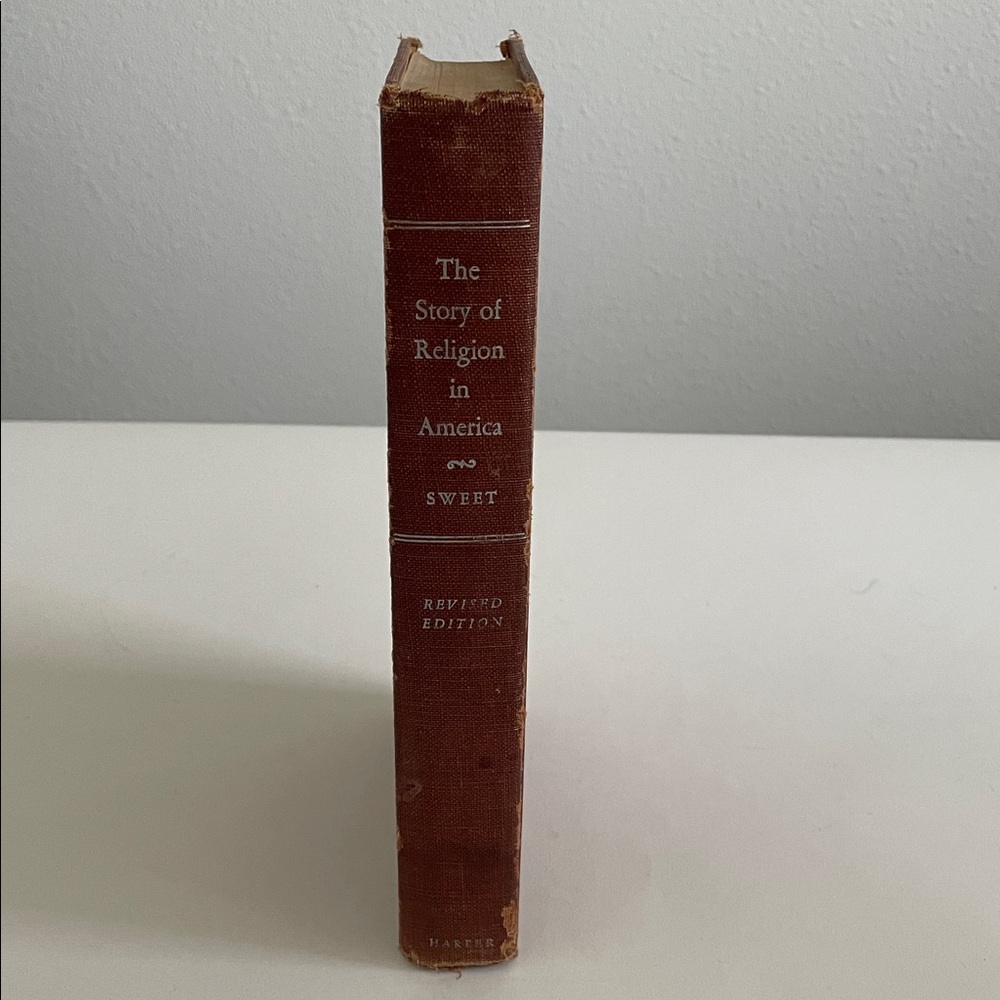 The
Story of
Religion
in
America
SWEET
REVISED
EDITION
HARPER